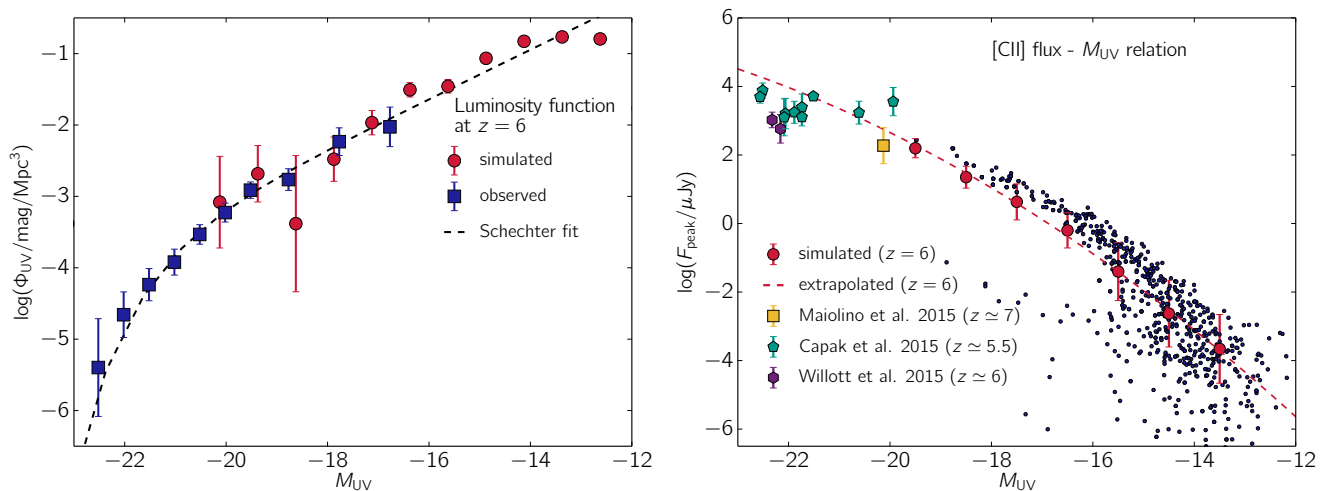 log(Φ_UV/mag/Mpc³)
−1
−2
−3
−4
−5
−6
Luminosity function
at z = 6
simulated
observed
Schechter fit
−22
−20
−18
−16
−14
−12
M_UV
log(F_peak/μJy)
6
4
2
0
−2
−4
−6
[CII] flux - M_UV relation
simulated (z = 6)
extrapolated (z = 6)
Maiolino et al. 2015 (z ≃ 7)
Capak et al. 2015 (z ≃ 5.5)
Willott et al. 2015 (z ≃ 6)
−22
−20
−18
−16
−14
−12
M_UV